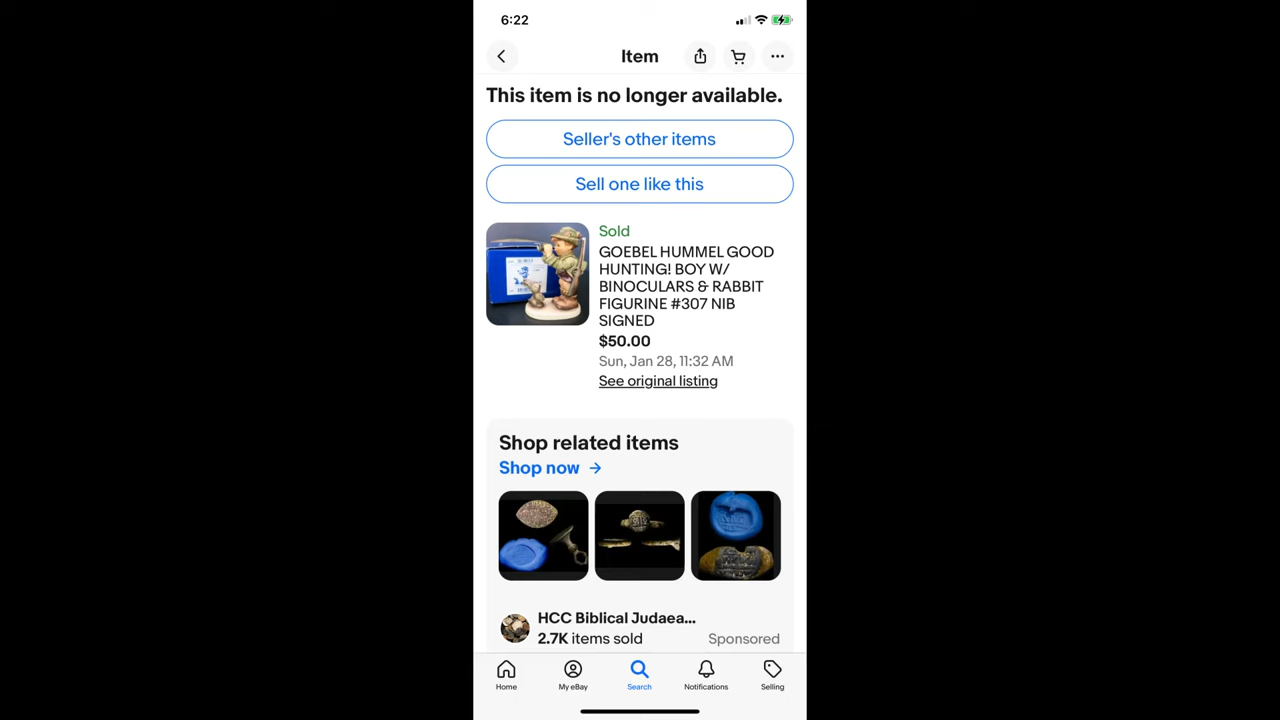 6:22
Item
This item is no longer available.
Seller's other items
Sell one like this
Sold
GOEBEL HUMMEL GOOD
HUNTING! BOY W/
BINOCULARS & RABBIT
FIGURINE #307 NIB
SIGNED
$50.00
Sun, Jan 28, 11:32 AM
See original listing
Shop related items
Shop now →
HCC Biblical Judaea...
2.7K items sold
Sponsored
Home
My eBay
Search
Notifications
Selling